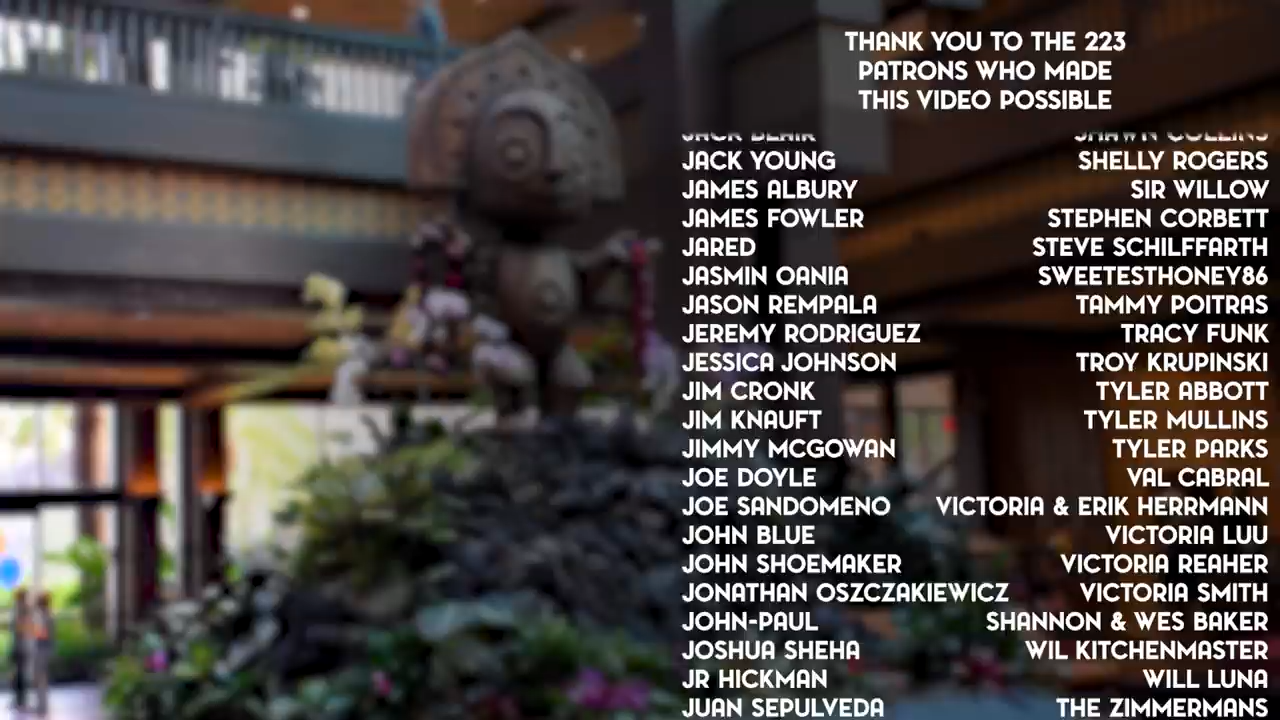 THANK YOU TO THE 223
PATRONS WHO MADE
THIS VIDEO POSSIBLE
JACK BLAIR
JACK YOUNG
JAMES ALBURY
JAMES FOWLER
JARED
JASMIN OANIA
JASON REMPALA
JEREMY RODRIGUEZ
JESSICA JOHNSON
JIM CRONK
JIM KNAUFT
JIMMY MCGOWAN
JOE DOYLE
JOE SANDOMENO
JOHN BLUE
JOHN SHOEMAKER
JONATHAN OSZCZAKIEWICZ
JOHN-PAUL
JOSHUA SHEHA
JR HICKMAN
JUAN SEPULVEDA
SHAWN COLLINS
SHELLY ROGERS
SIR WILLOW
STEPHEN CORBETT
STEVE SCHILFFARTH
SWEETESTHONEY86
TAMMY POITRAS
TRACY FUNK
TROY KRUPINSKI
TYLER ABBOTT
TYLER MULLINS
TYLER PARKS
VAL CABRAL
VICTORIA & ERIK HERRMANN
VICTORIA LUU
VICTORIA REAHER
VICTORIA SMITH
SHANNON & WES BAKER
WIL KITCHENMASTER
WILL LUNA
THE ZIMMERMANS